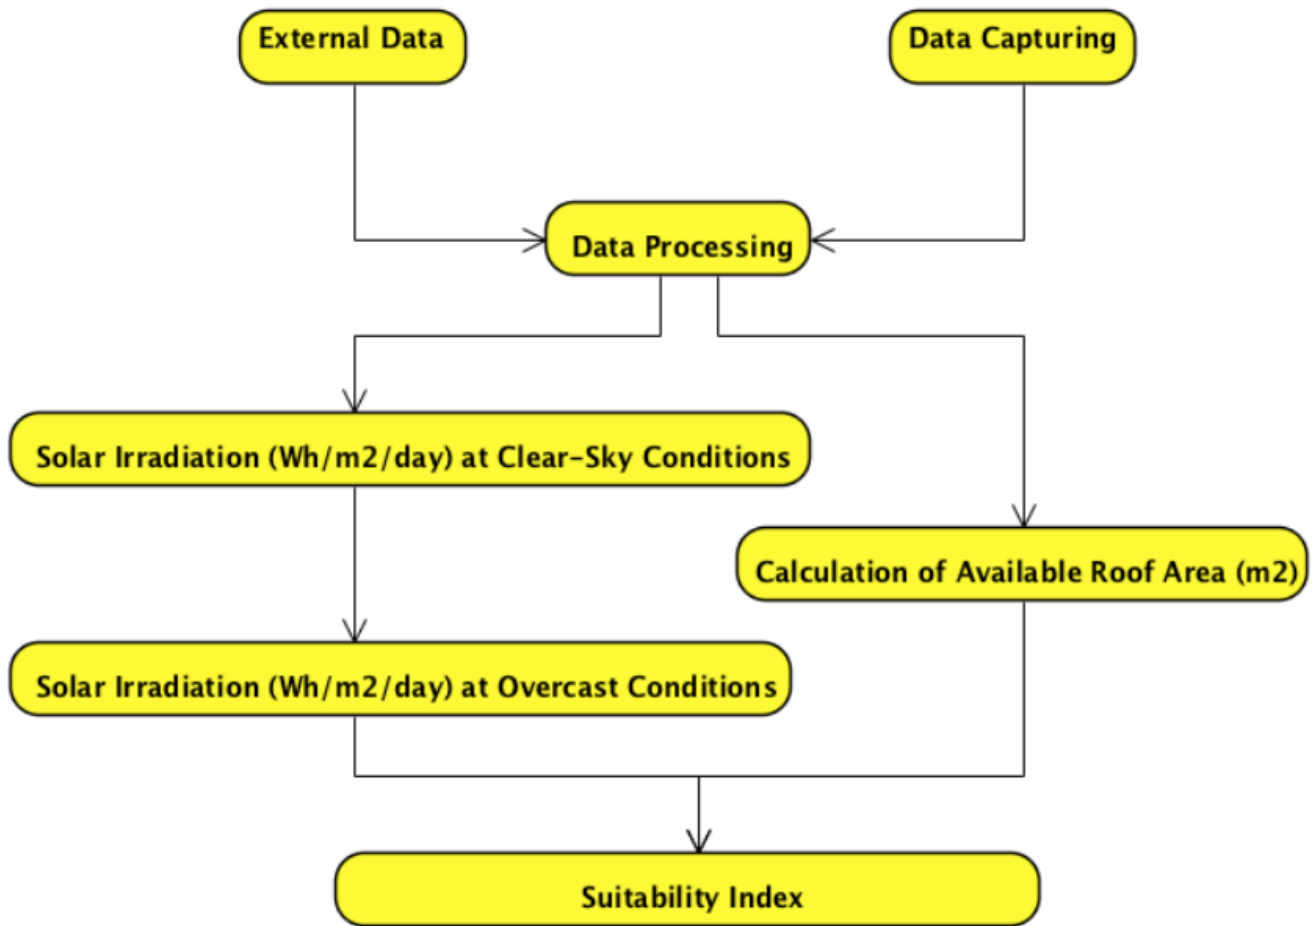 External Data
Data Capturing
Data Processing
Solar Irradiation (Wh/m2/day) at Clear-Sky Conditions
Calculation of Available Roof Area (m2)
Solar Irradiation (Wh/m2/day) at Overcast Conditions
Suitability Index